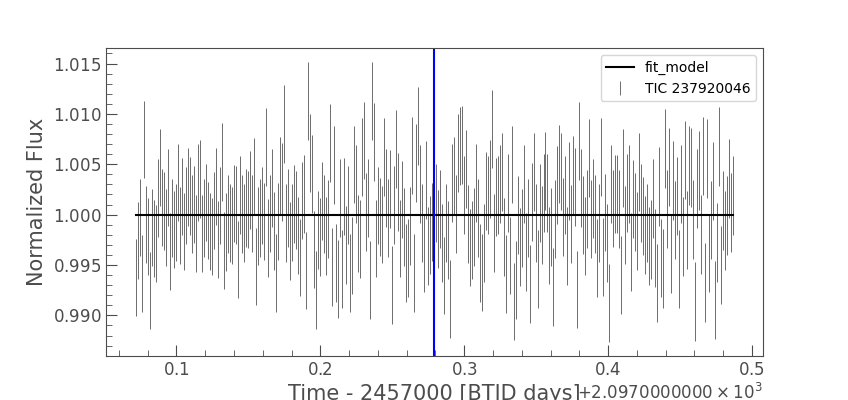 fit_model
TIC 237920046
1.015
1.010
1.005
1.000
0.995
0.990
Normalized Flux
0.1
0.2
0.3
0.4
0.5
Time - 2457000 [BTJD days]
+2.0970000000 × 10³